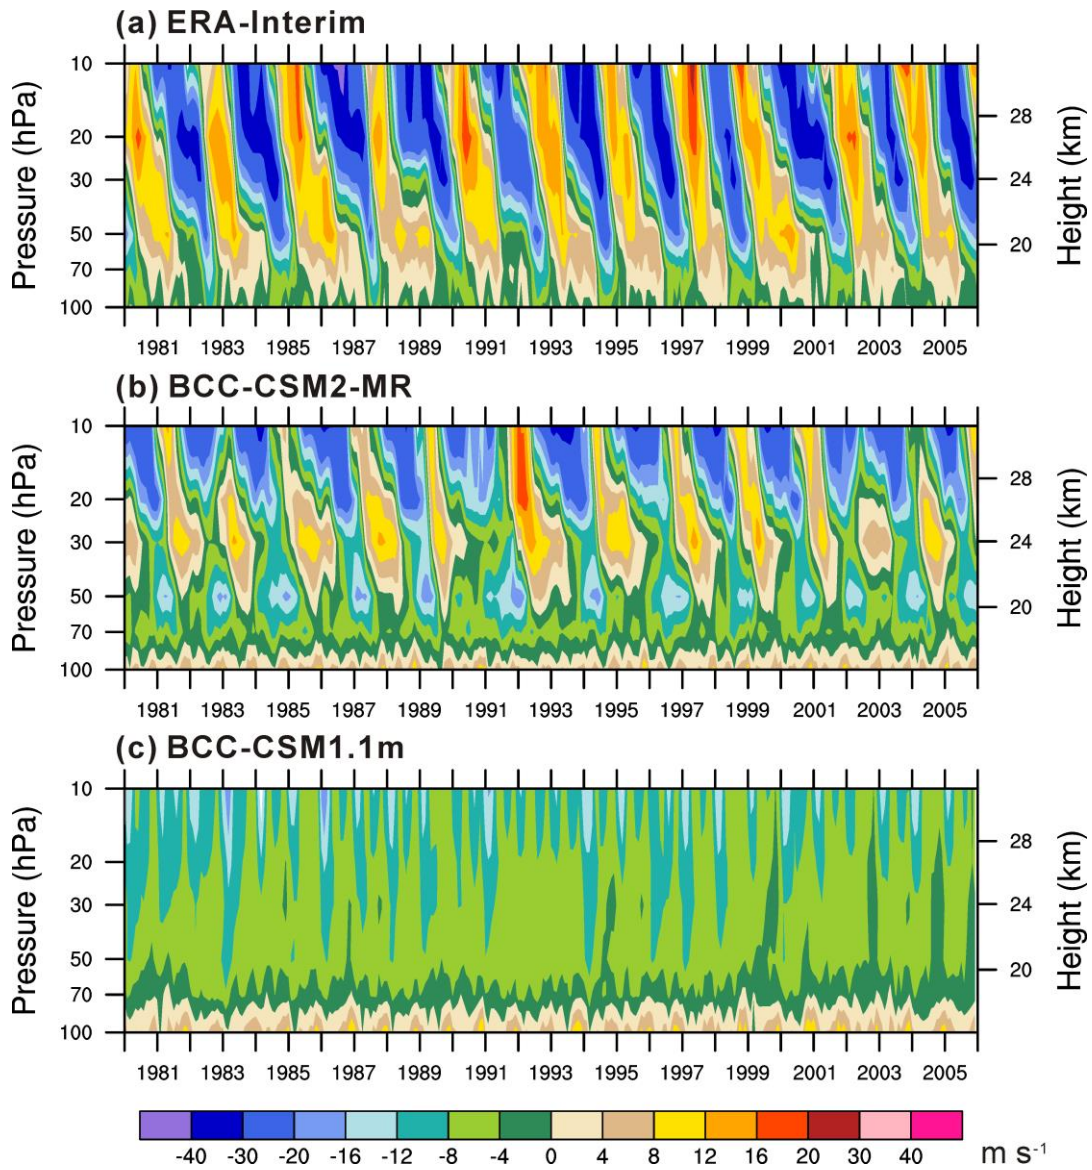 (a) ERA-Interim
Pressure (hPa)
10
20
30
50
70
100
28
24
20
Height (km)
1981 1983 1985 1987 1989 1991 1993 1995 1997 1999 2001 2003 2005
(b) BCC-CSM2-MR
Pressure (hPa)
10
20
30
50
70
100
28
24
20
Height (km)
1981 1983 1985 1987 1989 1991 1993 1995 1997 1999 2001 2003 2005
(c) BCC-CSM1.1m
Pressure (hPa)
10
20
30
50
70
100
28
24
20
Height (km)
1981 1983 1985 1987 1989 1991 1993 1995 1997 1999 2001 2003 2005
-40 -30 -20 -16 -12 -8 -4 0 4 8 12 16 20 30 40 m s⁻¹